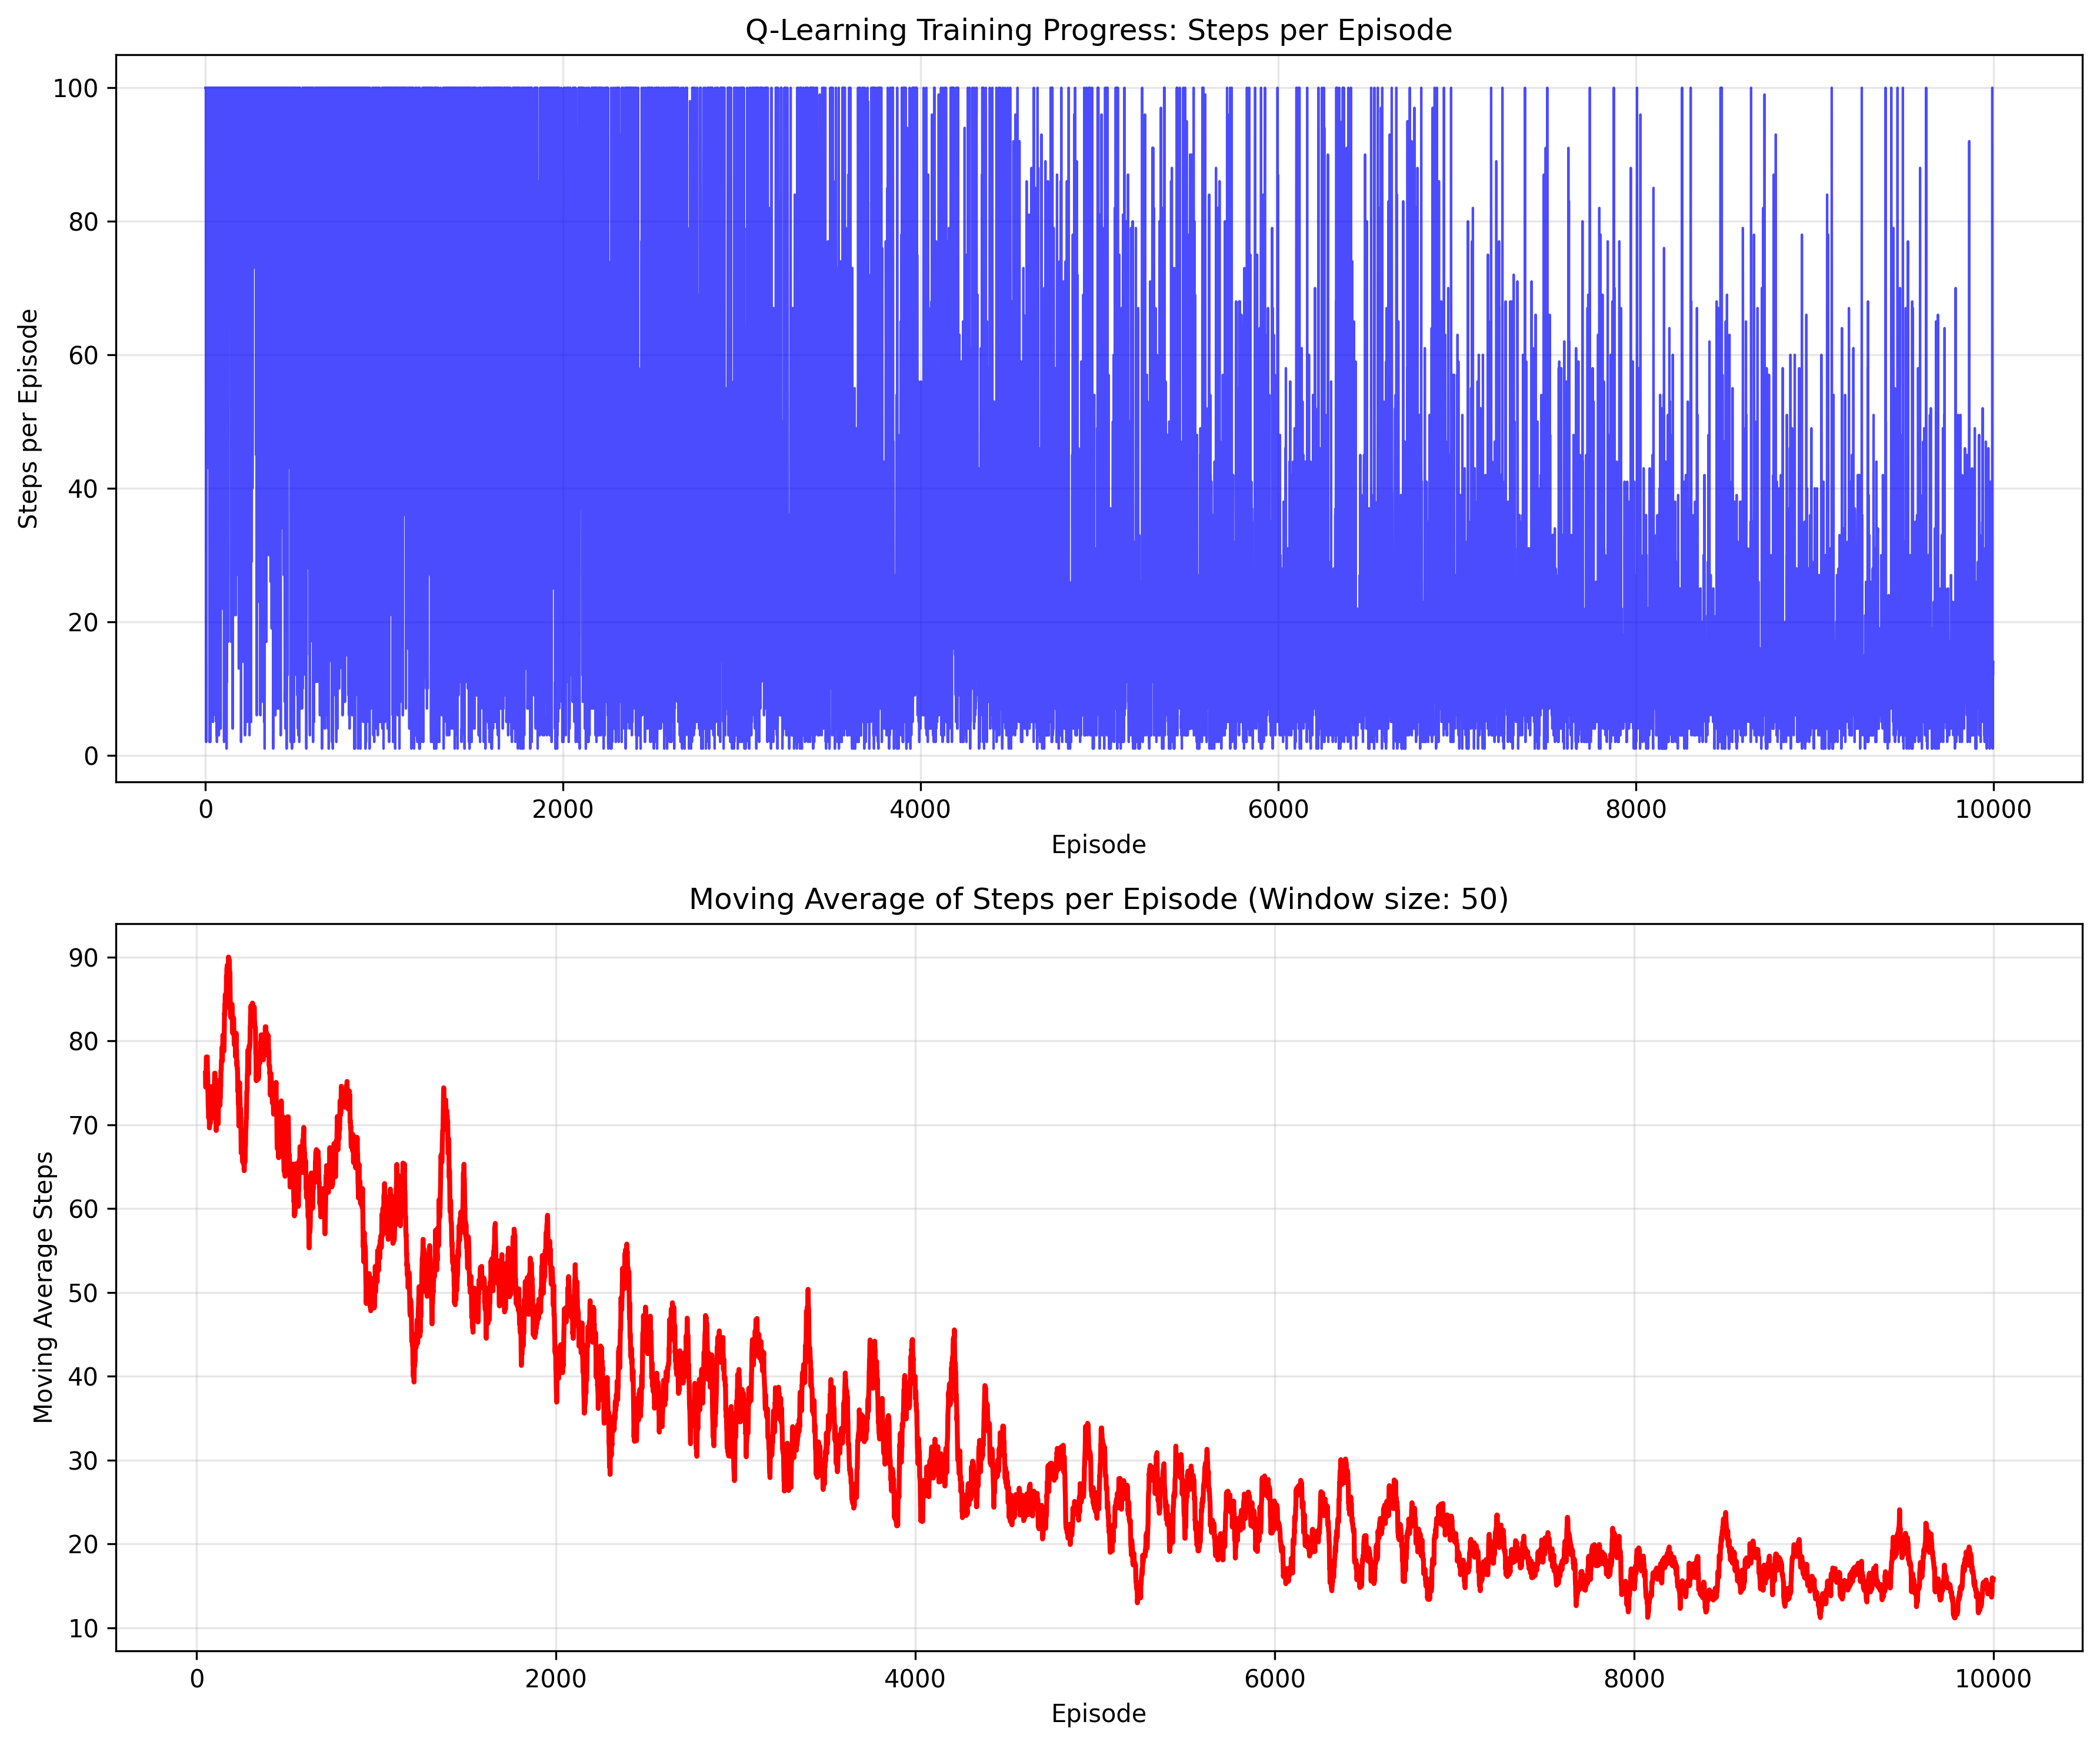 Q-Learning Training Progress: Steps per Episode
100
80
60
40
20
0
Steps per Episode
0 2000 4000 6000 8000 10000
Episode
Moving Average of Steps per Episode (Window size: 50)
90
80
70
60
50
40
30
20
10
Moving Average Steps
0 2000 4000 6000 8000 10000
Episode